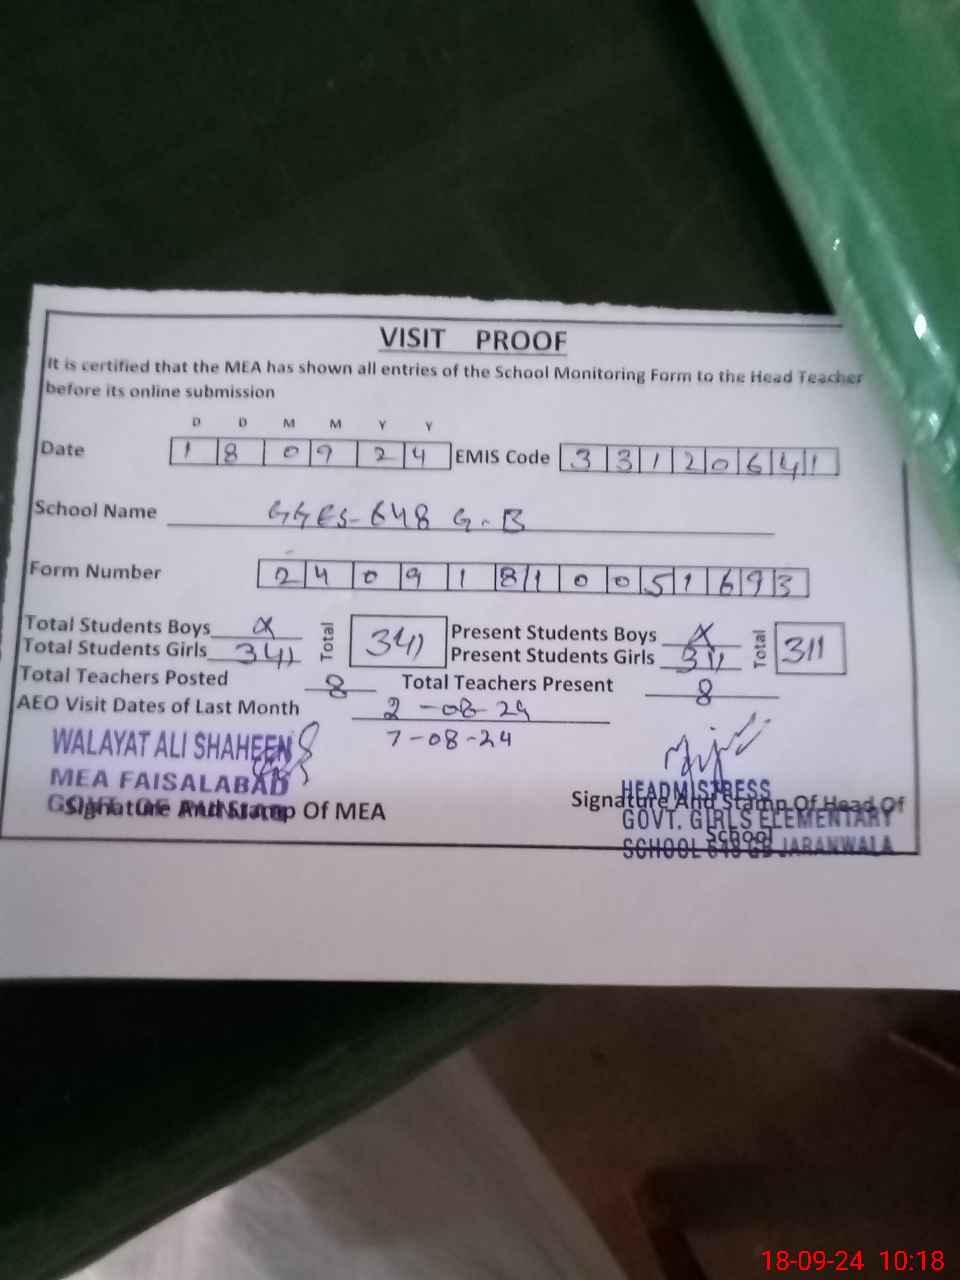 VISIT PROOF
It is certified that the MEA has shown all entries of the School Monitoring Form to the Head Teacher
before its online submission
D D M M Y Y
Date 1 8 0 9 2 4 EMIS Code 3 3 1 2 0 6 4 1
School Name GGES-648 G.B
Form Number 2 4 0 9 1 8 1 0 0 5 1 6 9 3
Total Students Boys x Total 341 Present Students Boys x Total 311
Total Students Girls 341 Present Students Girls 311
Total Teachers Posted 8 Total Teachers Present 8
AEO Visit Dates of Last Month 2-08-24
7-08-24
WALAYAT ALI SHAHEEN
MEA FAISALABAD
Signature And Stamp Of MEA
HEADMISTRESS
Signature And Stamp Of Head Of
GOVT. GIRLS ELEMENTARY
School
SCHOOL 648 GB JARANWALA
18-09-24 10:18